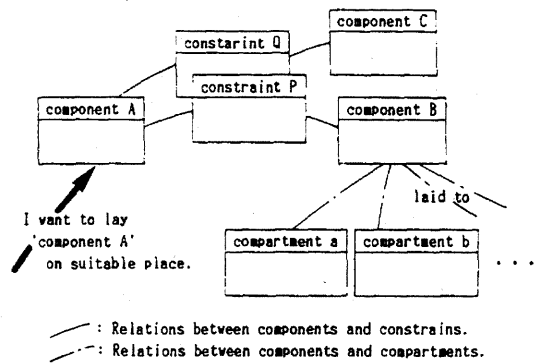 component C
constarint Q
constraint P
component A
component B
laid to
I want to lay
'component A'
on suitable place.
compartment a
compartment b
. . .
: Relations between components and constrains.
: Relations between components and compartments.